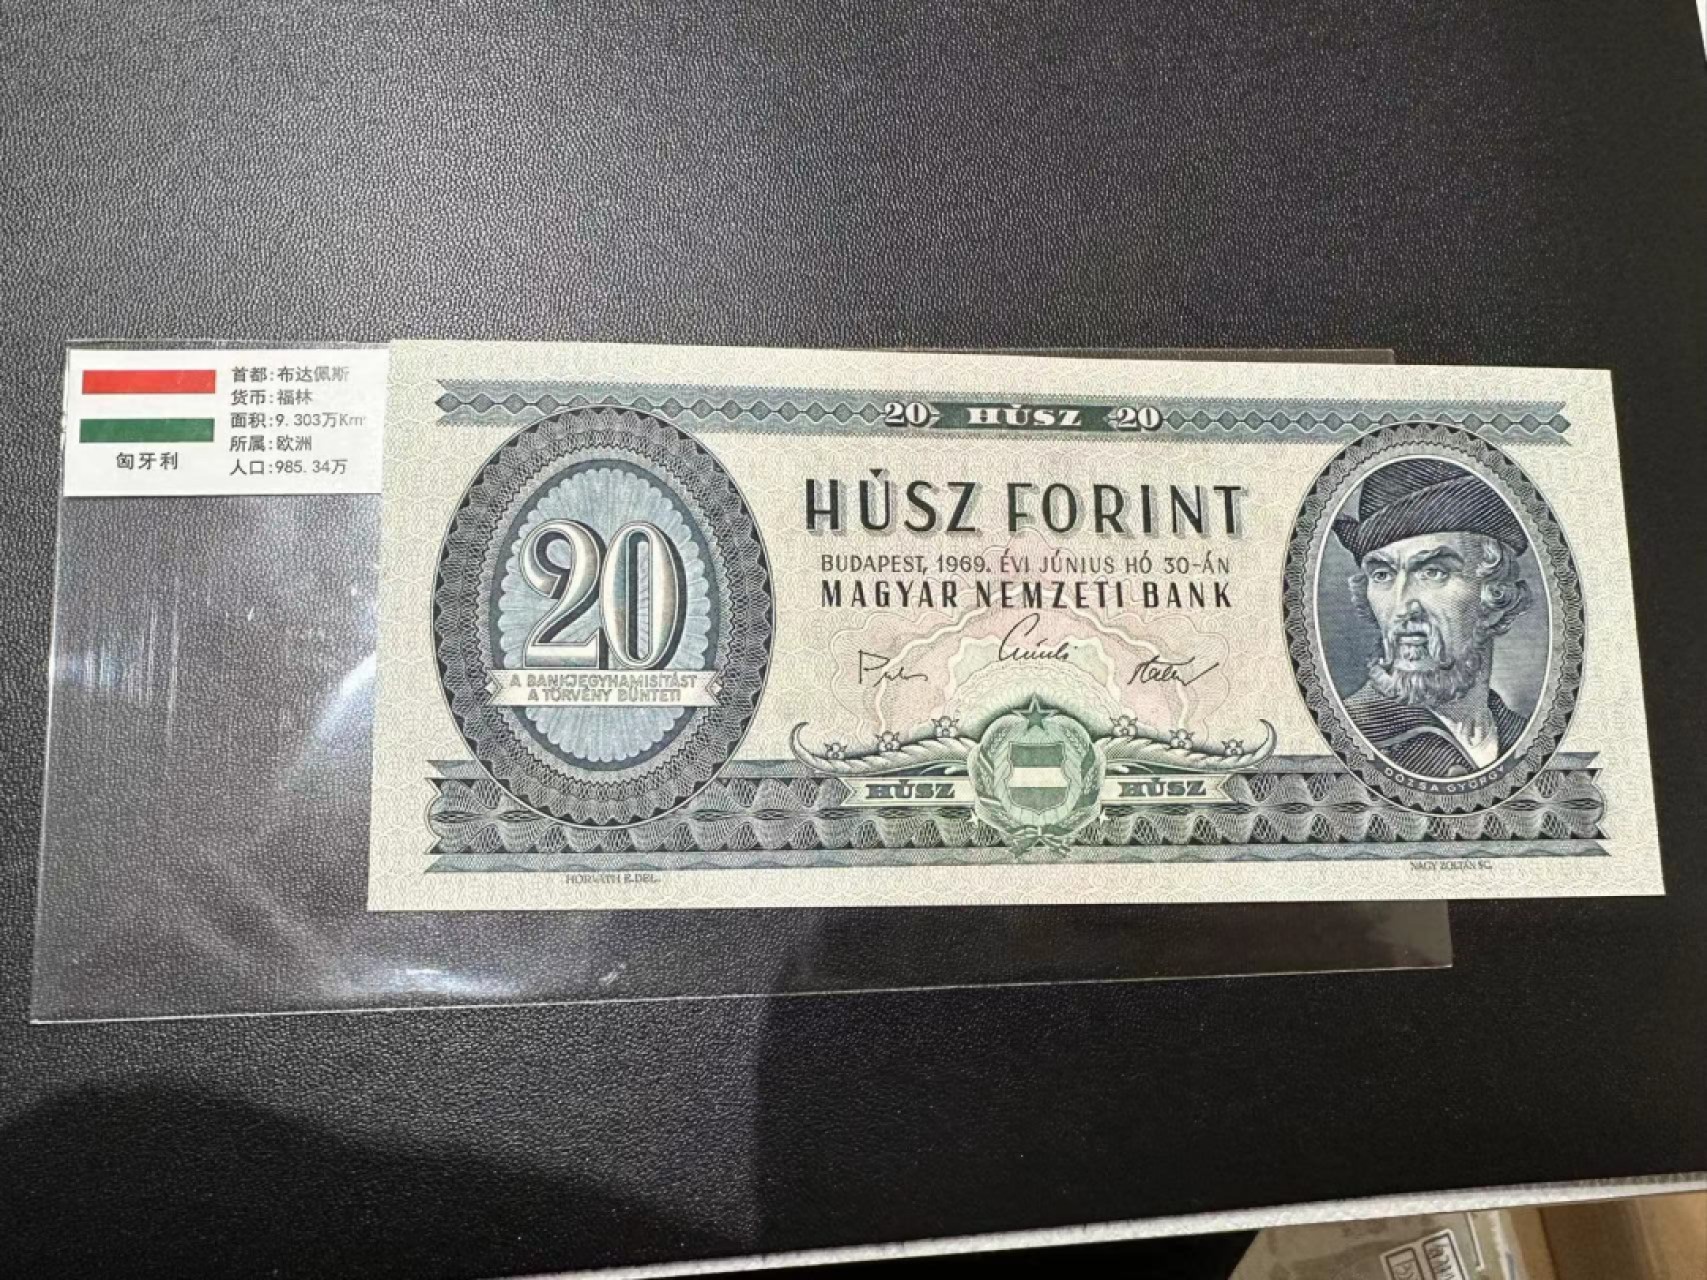 首都:布达佩斯
货币:福林
面积:9.303万Km
所属:欧洲
人口:985.34万
匈牙利
20 HÚSZ 20
HÚSZ FORINT
BUDAPEST, 1969. ÉVI JÚNIUS HÓ 30-ÁN
MAGYAR NEMZETI BANK
20
A BANKJEGYHAMISÍTÁST
A TÖRVÉNY BÜNTETI
HÚSZ HÚSZ
DÓZSA GYÖRGY
HORVÁTH E. DEL.
NAGY ZOLTÁN SC.